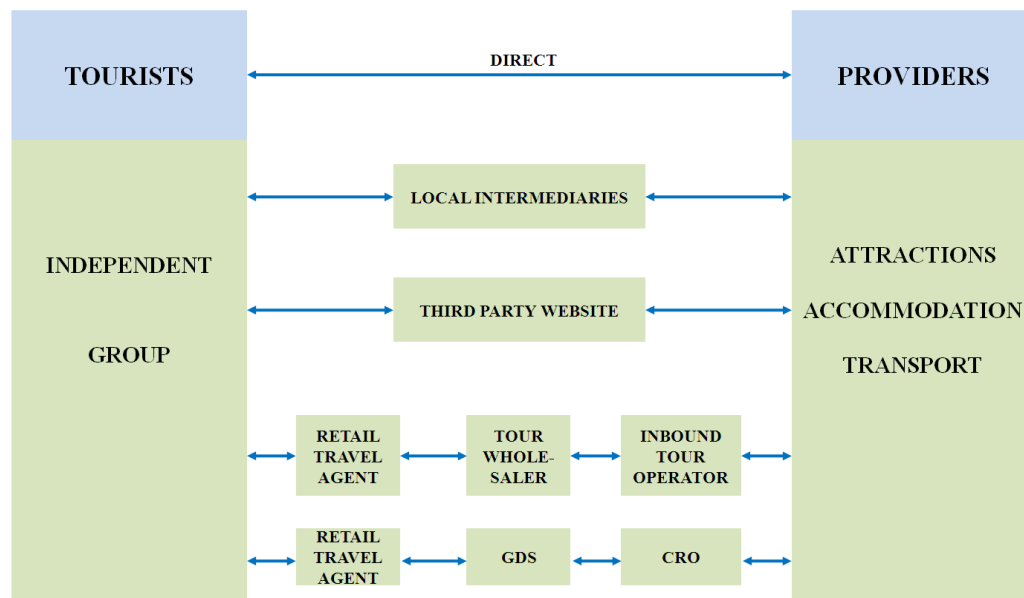 TOURISTS
DIRECT
PROVIDERS
LOCAL INTERMEDIARIES
INDEPENDENT
GROUP
THIRD PARTY WEBSITE
ATTRACTIONS
ACCOMMODATION
TRANSPORT
RETAIL
TRAVEL
AGENT
TOUR
WHOLE-
SALER
INBOUND
TOUR
OPERATOR
RETAIL
TRAVEL
AGENT
GDS
CRO